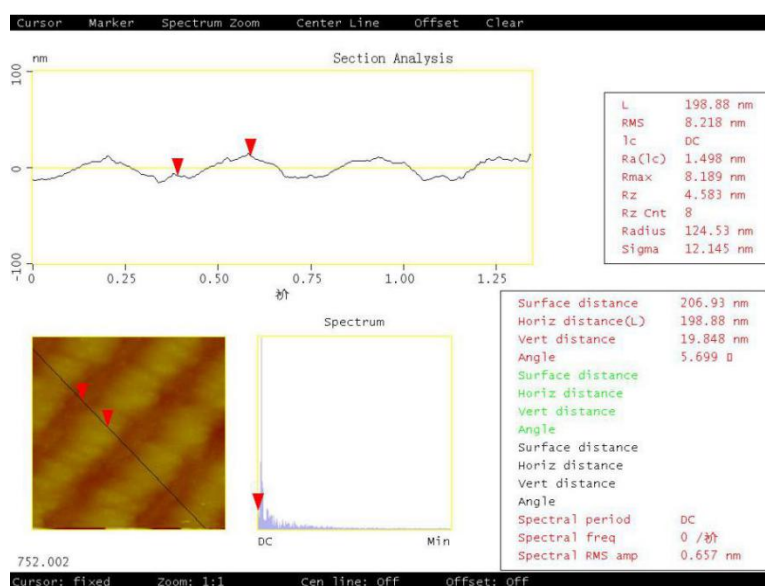 Cursor Marker Spectrum Zoom Center Line Offset Clear
Section Analysis
nm
100
0
-100
0 0.25 0.50 0.75 1.00 1.25
祄
L 198.88 nm
RMS 8.218 nm
lc DC
Ra(lc) 1.498 nm
Rmax 8.189 nm
Rz 4.583 nm
Rz Cnt 8
Radius 124.53 nm
Sigma 12.145 nm
Spectrum
DC Min
Surface distance 206.93 nm
Horiz distance(L) 198.88 nm
Vert distance 19.848 nm
Angle 5.699 
Surface distance
Horiz distance
Vert distance
Angle
Surface distance
Horiz distance
Vert distance
Angle
Spectral period DC
Spectral freq 0 /祄
Spectral RMS amp 0.657 nm
752.002
Cursor: fixed Zoom: 1:1 Cen line: Off Offset: Off